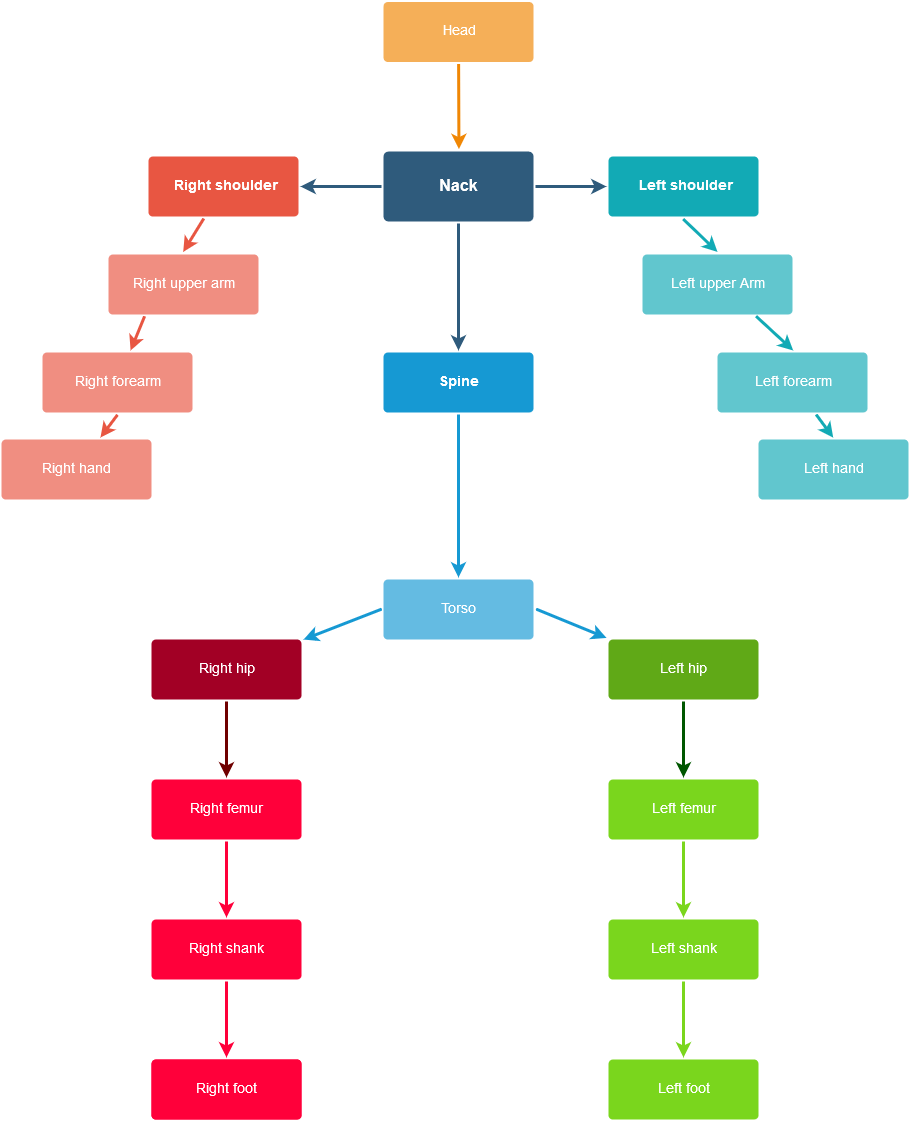 Head
Right shoulder
Nack
Left shoulder
Right upper arm
Left upper Arm
Right forearm
Spine
Left forearm
Right hand
Left hand
Torso
Right hip
Left hip
Right femur
Left femur
Right shank
Left shank
Right foot
Left foot